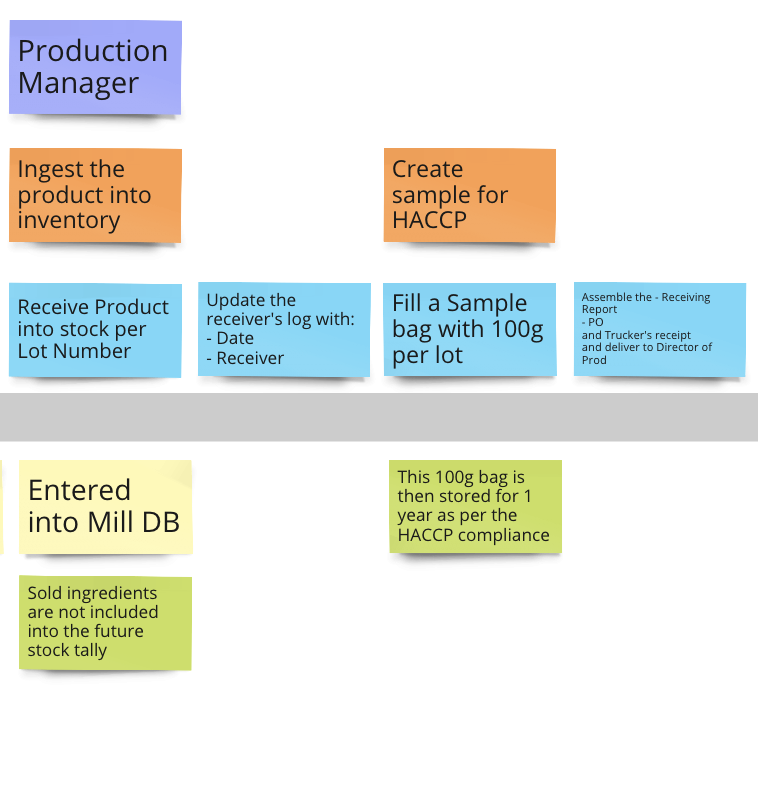 Production
Manager
Ingest the
product into
inventory
Create
sample for
HACCP
Receive Product
into stock per
Lot Number
Update the
receiver's log with:
- Date
- Receiver
Fill a Sample
bag with 100g
per lot
Assemble the - Receiving
Report
- PO
and Trucker's receipt
and deliver to Director of
Prod
Entered
into Mill DB
This 100g bag is
then stored for 1
year as per the
HACCP compliance
Sold ingredients
are not included
into the future
stock tally